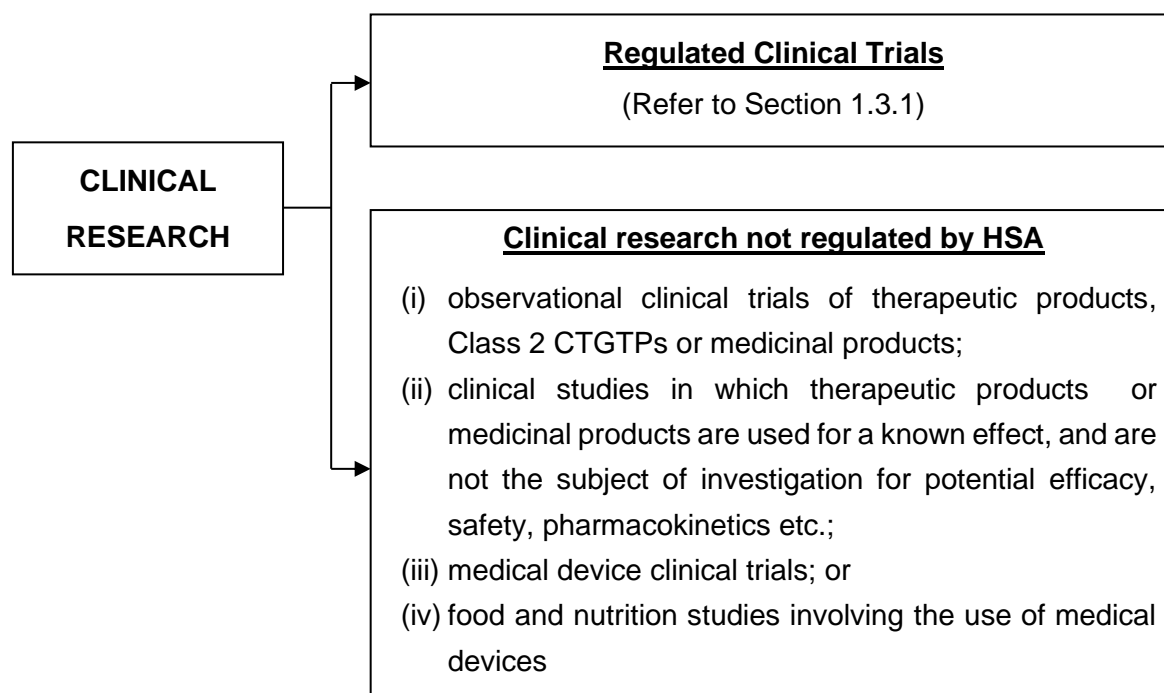 Regulated Clinical Trials
(Refer to Section 1.3.1)
CLINICAL
RESEARCH
Clinical research not regulated by HSA
(i) observational clinical trials of therapeutic products,
Class 2 CTGTPs or medicinal products;
(ii) clinical studies in which therapeutic products or
medicinal products are used for a known effect, and are
not the subject of investigation for potential efficacy,
safety, pharmacokinetics etc.;
(iii) medical device clinical trials; or
(iv) food and nutrition studies involving the use of medical
devices